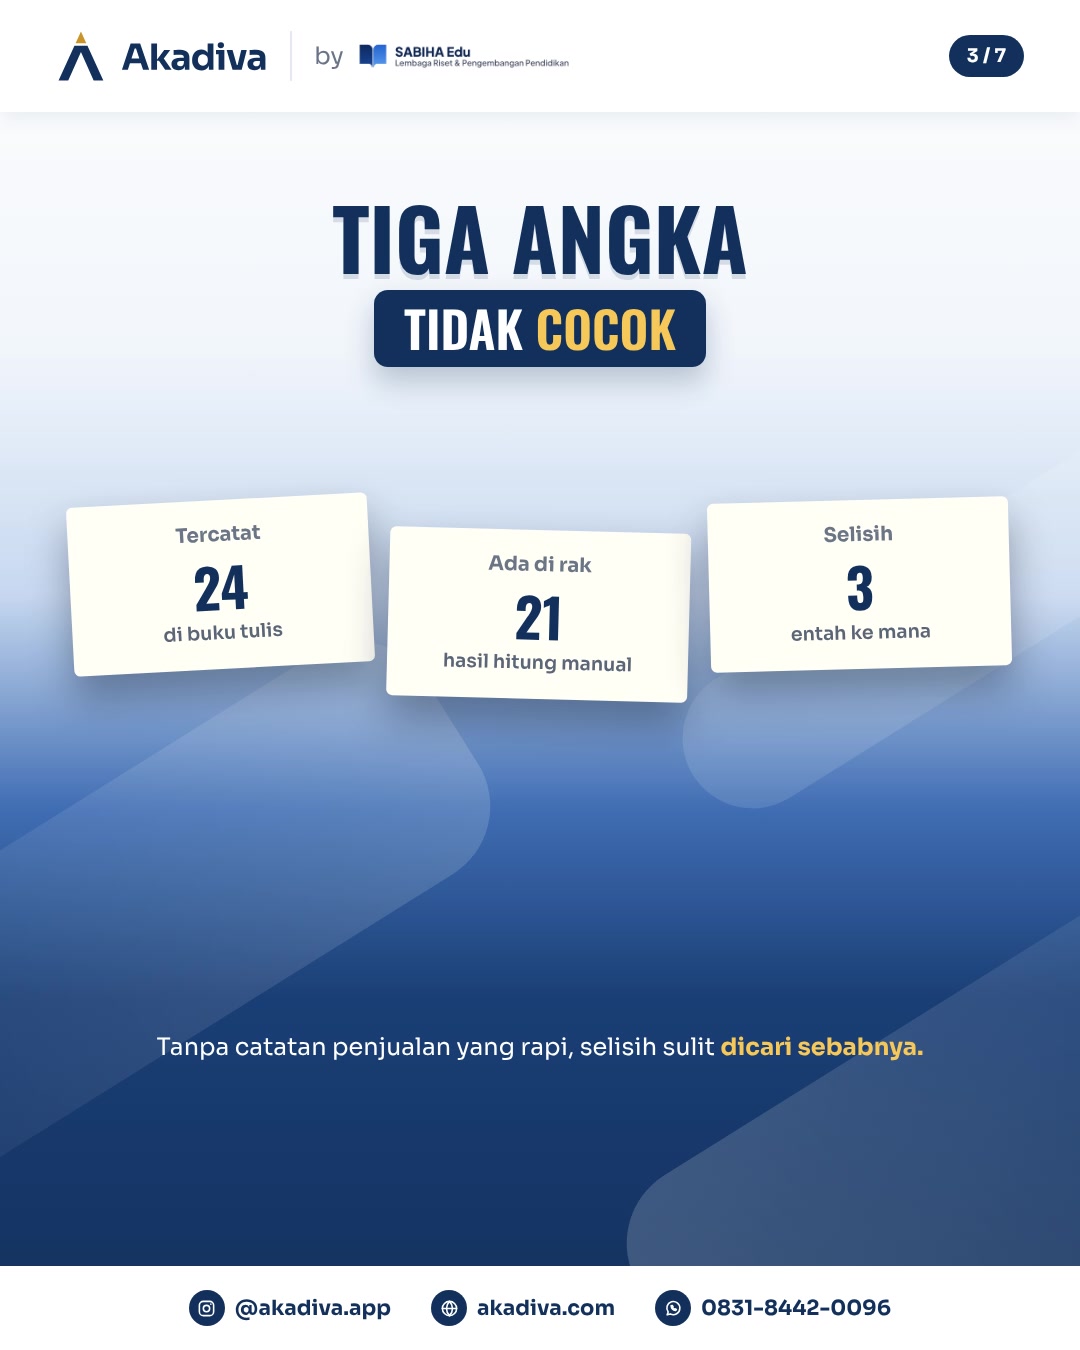 Akadiva
by
SABIHA Edu
Lembaga Riset & Pengembangan Pendidikan
3 / 7
TIGA ANGKA
TIDAK COCOK
Tercatat
24
di buku tulis
Ada di rak
21
hasil hitung manual
Selisih
3
entah ke mana
Tanpa catatan penjualan yang rapi, selisih sulit dicari sebabnya.
@akadiva.app
akadiva.com
0831-8442-0096